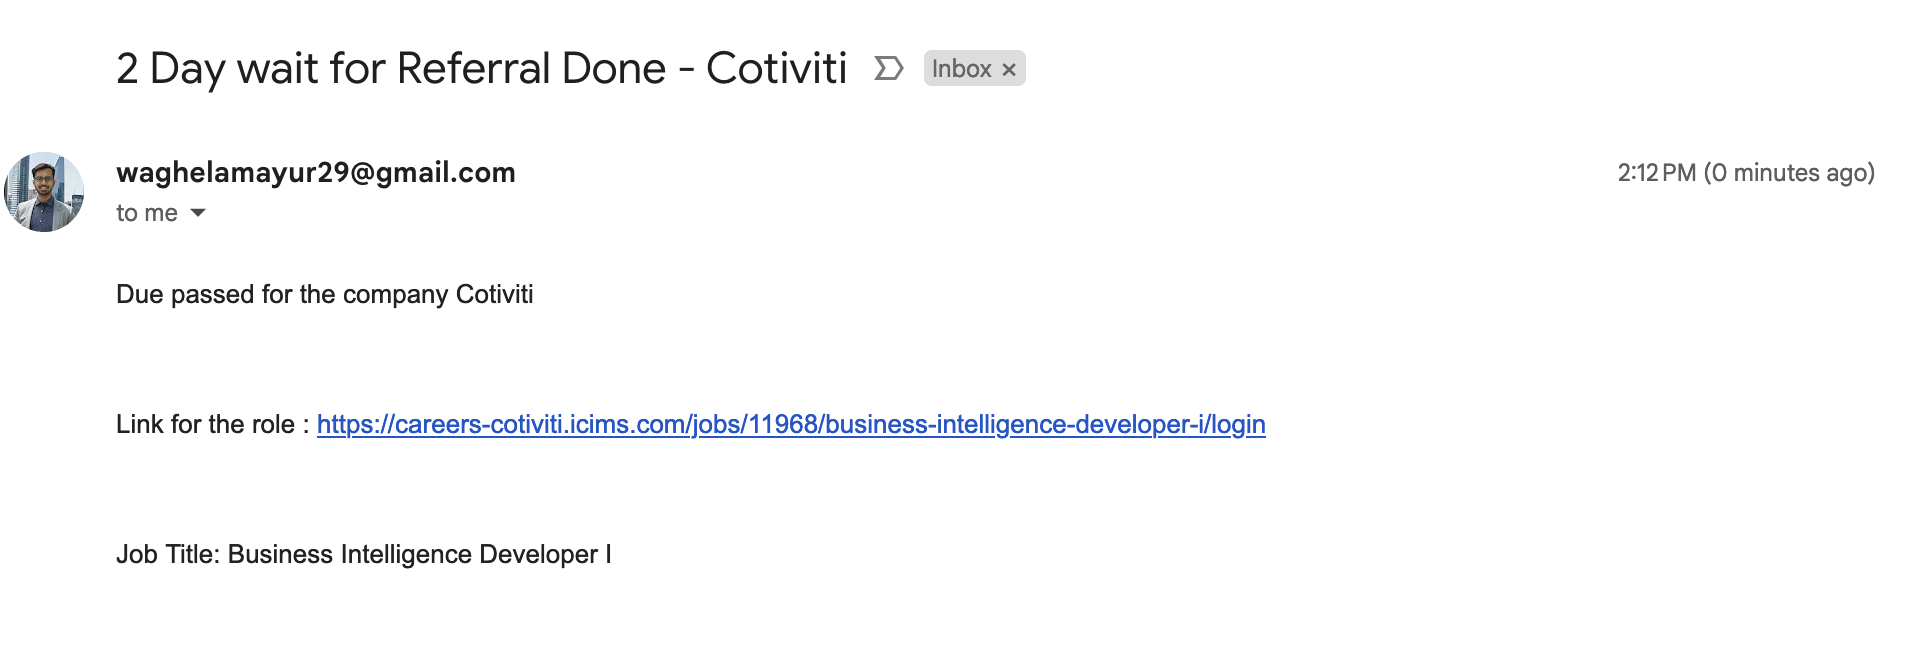 2 Day wait for Referral Done - Cotiviti Inbox ×
waghelamayur29@gmail.com 2:12 PM (0 minutes ago)
to me
Due passed for the company Cotiviti
Link for the role : https://careers-cotiviti.icims.com/jobs/11968/business-intelligence-developer-i/login
Job Title: Business Intelligence Developer I